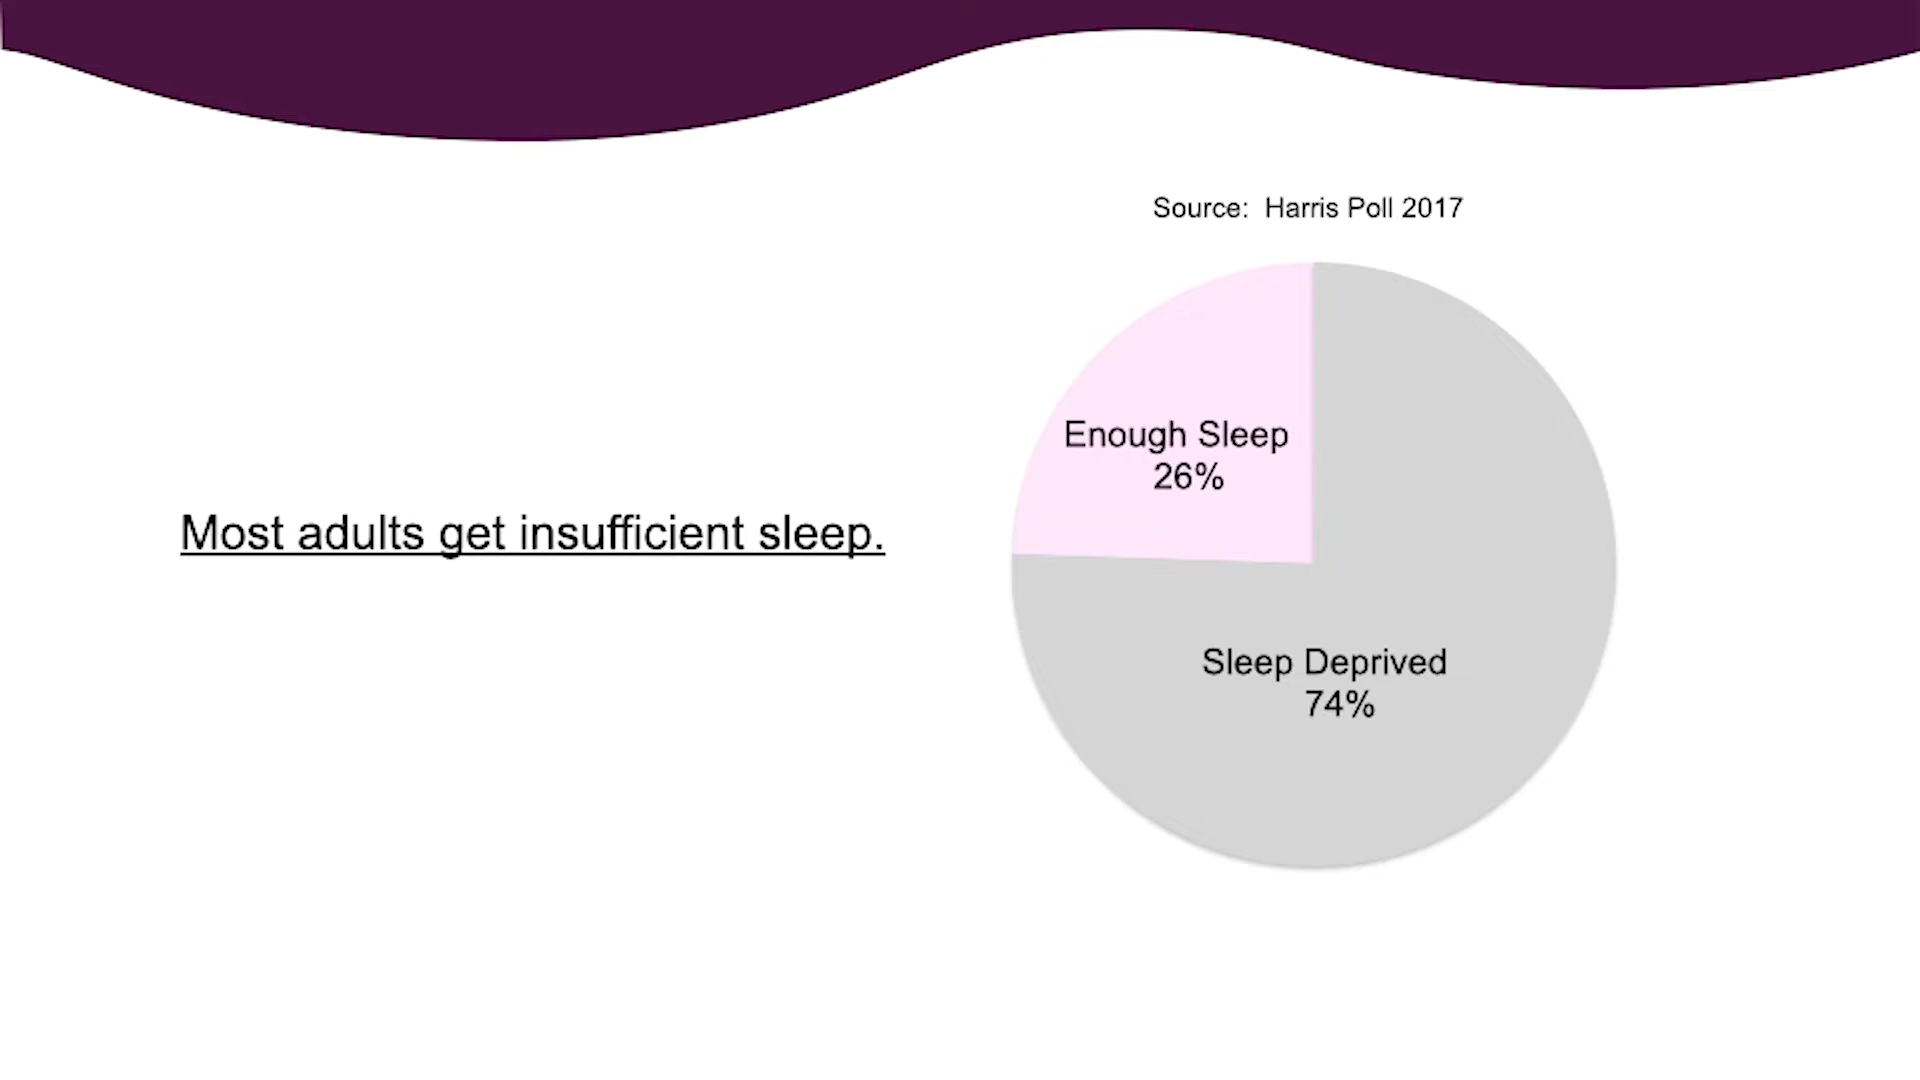 Most adults get insufficient sleep.
Source: Harris Poll 2017
Enough Sleep
26%
Sleep Deprived
74%